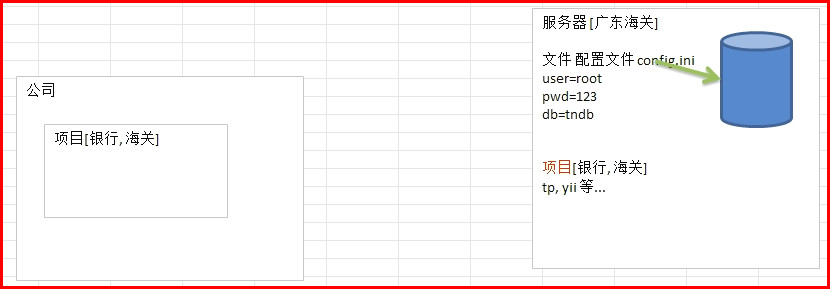 公司
项目[银行, 海关]
服务器 [广东海关]
文件 配置文件 config.ini
user=root
pwd=123
db=tndb
项目[银行, 海关]
tp, yii 等...